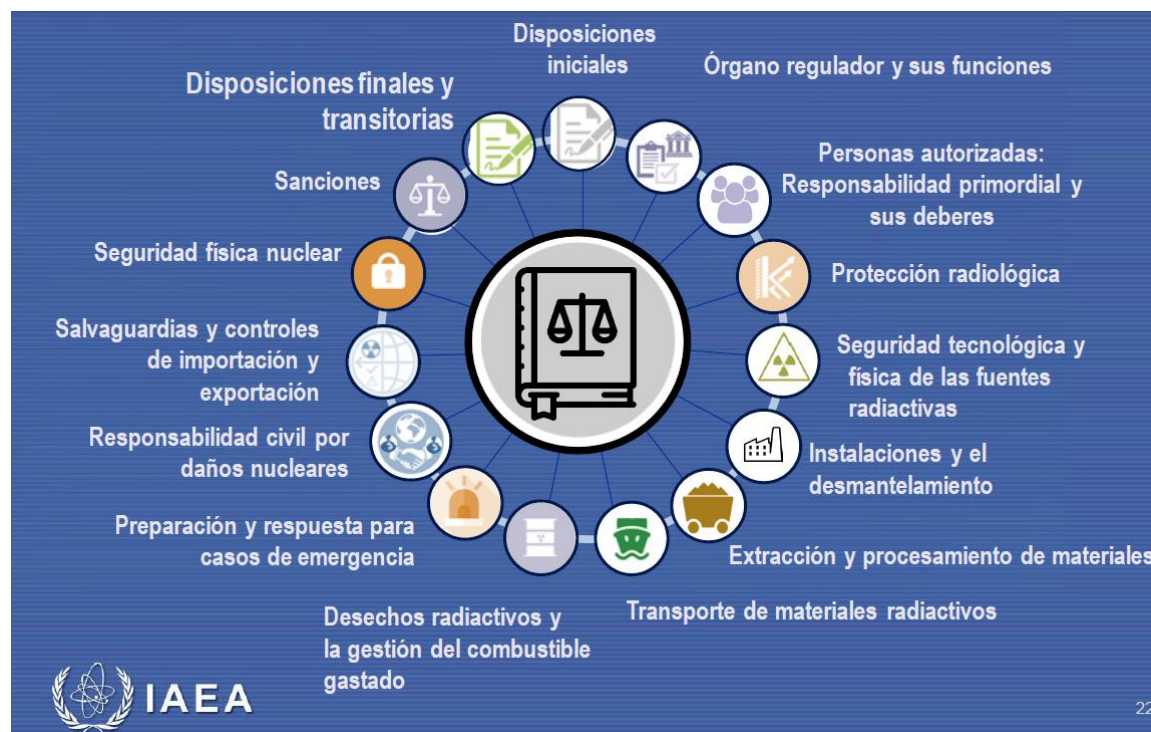 Disposiciones
iniciales
Órgano regulador y sus funciones
Personas autorizadas:
Responsabilidad primordial y
sus deberes
Protección radiológica
Seguridad tecnológica y
física de las fuentes
radiactivas
Instalaciones y el
desmantelamiento
Extracción y procesamiento de materiales
Transporte de materiales radiactivos
Desechos radiactivos y
la gestión del combustible
gastado
Preparación y respuesta para
casos de emergencia
Responsabilidad civil por
daños nucleares
Salvaguardias y controles
de importación y
exportación
Seguridad física nuclear
Sanciones
Disposiciones finales y
transitorias
IAEA
22